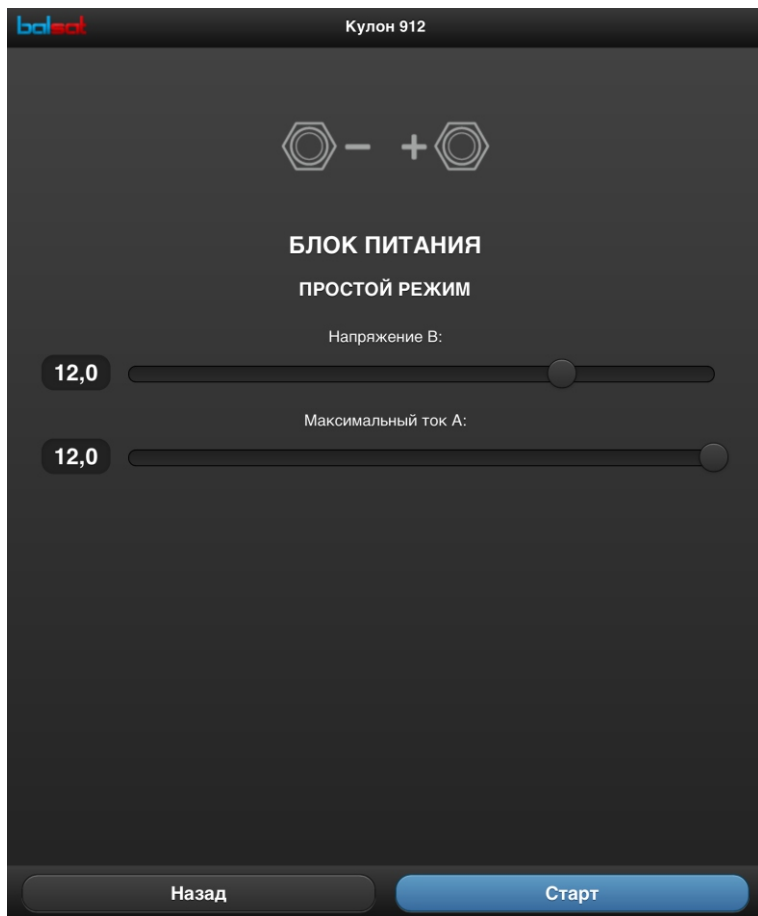 balsat
Кулон 912
- +
БЛОК ПИТАНИЯ
ПРОСТОЙ РЕЖИМ
Напряжение В:
12,0
Максимальный ток А:
12,0
Назад
Старт